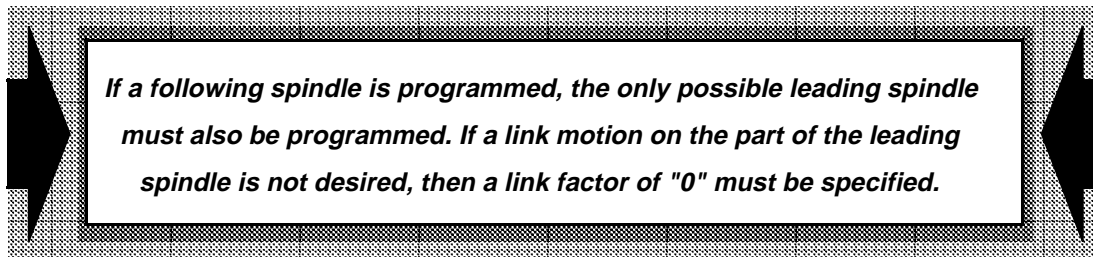 If a following spindle is programmed, the only possible leading spindle
must also be programmed. If a link motion on the part of the leading
spindle is not desired, then a link factor of "0" must be specified.